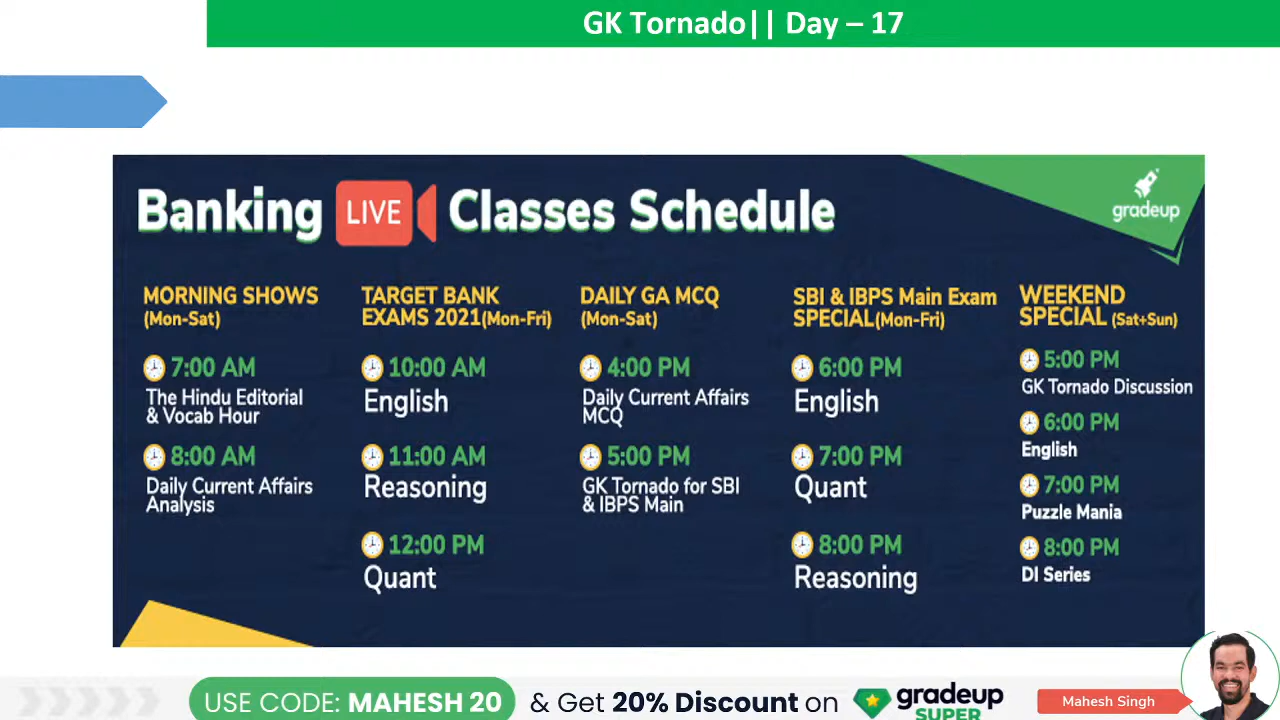 GK Tornado|| Day – 17
Banking LIVE Classes Schedule
gradeup
MORNING SHOWS
(Mon-Sat)
7:00 AM
The Hindu Editorial
& Vocab Hour
8:00 AM
Daily Current Affairs
Analysis
TARGET BANK
EXAMS 2021(Mon-Fri)
10:00 AM
English
11:00 AM
Reasoning
12:00 PM
Quant
DAILY GA MCQ
(Mon-Sat)
4:00 PM
Daily Current Affairs
MCQ
5:00 PM
GK Tornado for SBI
& IBPS Main
SBI & IBPS Main Exam
SPECIAL(Mon-Fri)
6:00 PM
English
7:00 PM
Quant
8:00 PM
Reasoning
WEEKEND
SPECIAL (Sat+Sun)
5:00 PM
GK Tornado Discussion
6:00 PM
English
7:00 PM
Puzzle Mania
8:00 PM
DI Series
USE CODE: MAHESH 20 & Get 20% Discount on gradeup
SUPER
Mahesh Singh